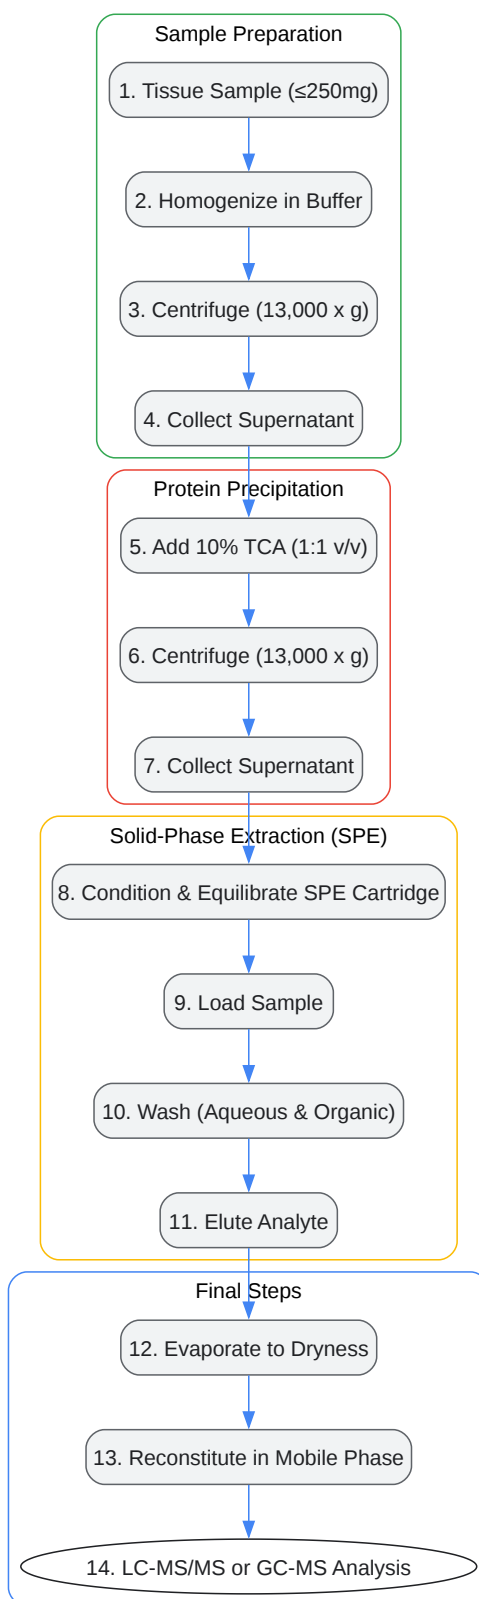 Sample Preparation
1. Tissue Sample (≤250mg)
2. Homogenize in Buffer
3. Centrifuge (13,000 x g)
4. Collect Supernatant
Protein Precipitation
5. Add 10% TCA (1:1 v/v)
6. Centrifuge (13,000 x g)
7. Collect Supernatant
Solid-Phase Extraction (SPE)
8. Condition & Equilibrate SPE Cartridge
9. Load Sample
10. Wash (Aqueous & Organic)
11. Elute Analyte
Final Steps
12. Evaporate to Dryness
13. Reconstitute in Mobile Phase
14. LC-MS/MS or GC-MS Analysis